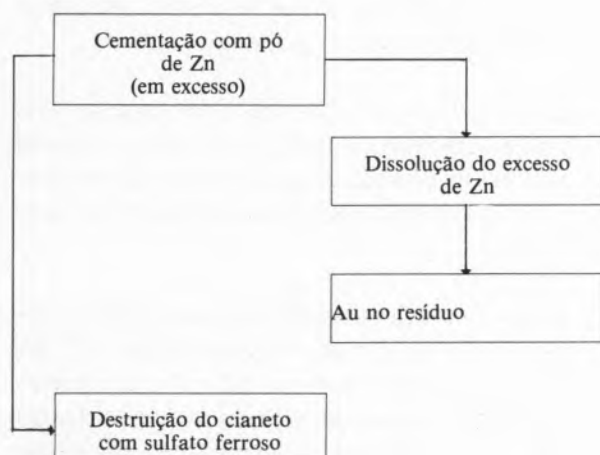 Cementação com pó
de Zn
(em excesso)
Dissolução do excesso
de Zn
Au no resíduo
Destruição do cianeto
com sulfato ferroso